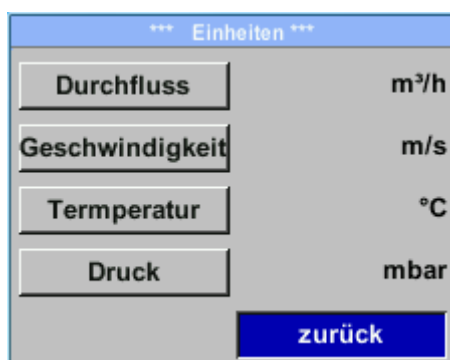 *** Einheiten ***
Durchfluss m³/h
Geschwindigkeit m/s
Termperatur °C
Druck mbar
zurück